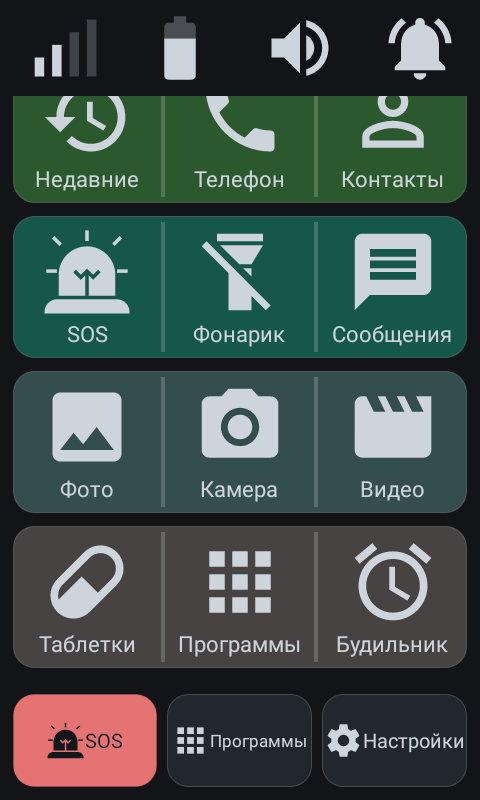 Недавние Телефон Контакты
SOS Фонарик Сообщения
Фото Камера Видео
Таблетки Программы Будильник
SOS Программы Настройки